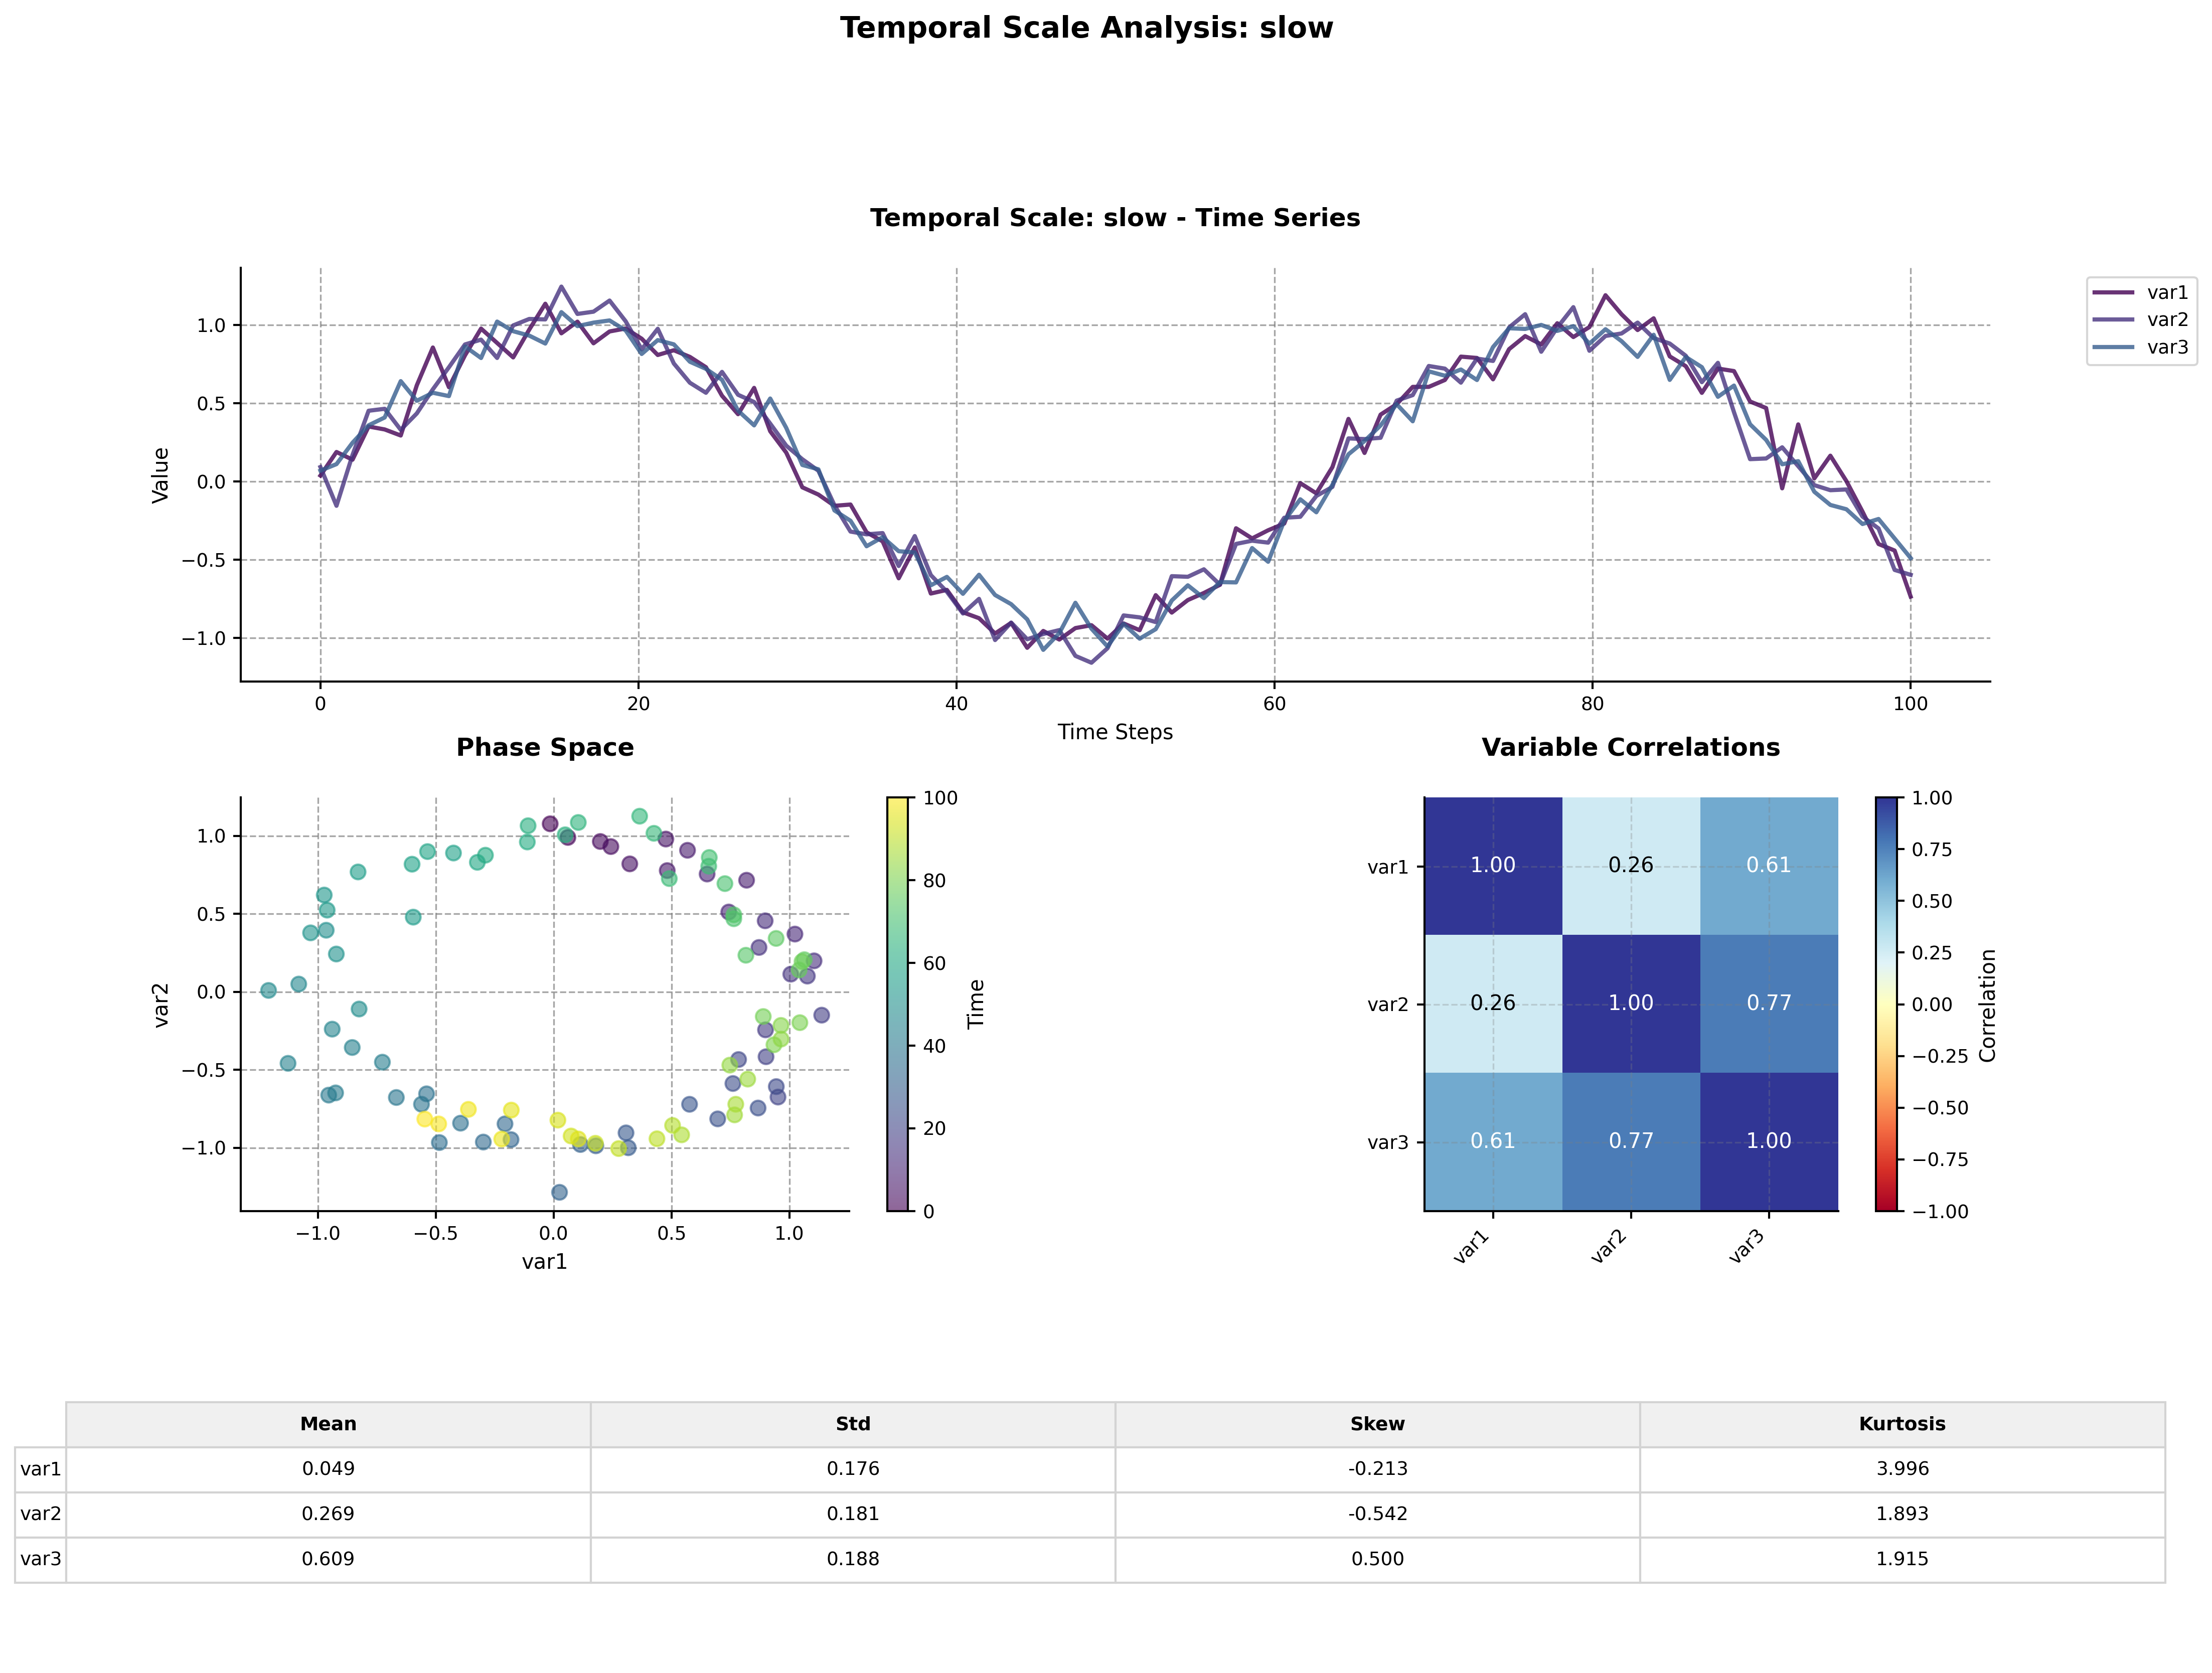 Temporal Scale Analysis: slow
Temporal Scale: slow - Time Series
1.0
0.5
0.0
−0.5
−1.0
Value
0 20 40 60 80 100
Time Steps
var1
var2
var3
Phase Space
1.0
0.5
0.0
−0.5
−1.0
var2
−1.0 −0.5 0.0 0.5 1.0
var1
100
80
60
40
20
0
Time
Variable Correlations
var1 1.00 0.26 0.61
var2 0.26 1.00 0.77
var3 0.61 0.77 1.00
var1 var2 var3
1.00
0.75
0.50
0.25
0.00
−0.25
−0.50
−0.75
−1.00
Correlation
Mean Std Skew Kurtosis
var1 0.049 0.176 -0.213 3.996
var2 0.269 0.181 -0.542 1.893
var3 0.609 0.188 0.500 1.915